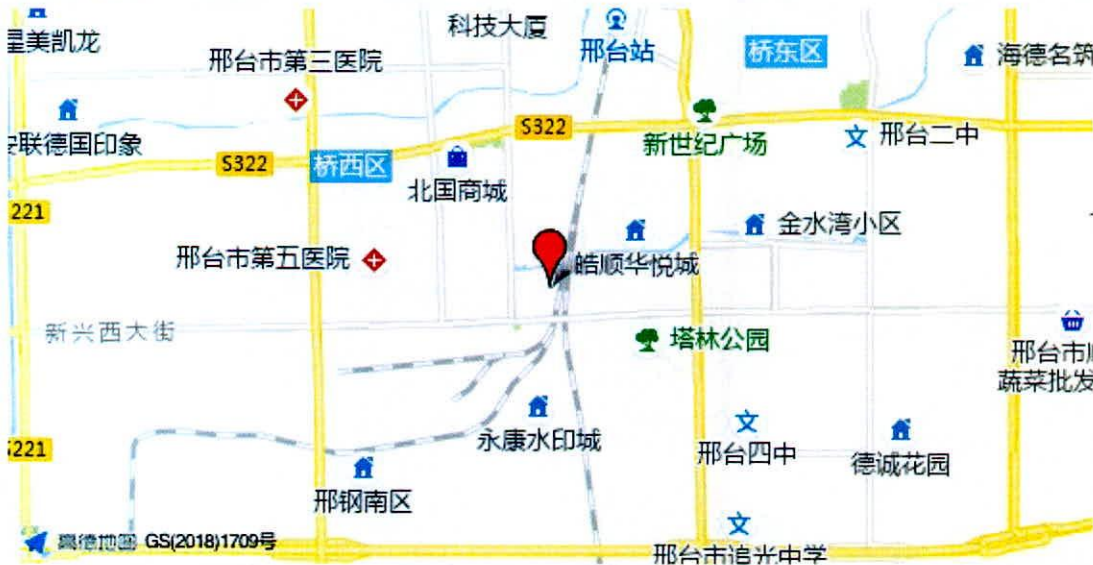 科技大厦
星美凯龙
邢台站
桥东区
海德名筑
邢台市第三医院
安联德国印象
S322
新世纪广场
邢台二中
S322
桥西区
北国商城
221
金水湾小区
邢台市第五医院
皓顺华悦城
新兴西大街
塔林公园
邢台市顺
蔬菜批发
永康水印城
邢台四中
德诚花园
S221
邢钢南区
高德地图 GS(2018)1709号
邢台市追光中学